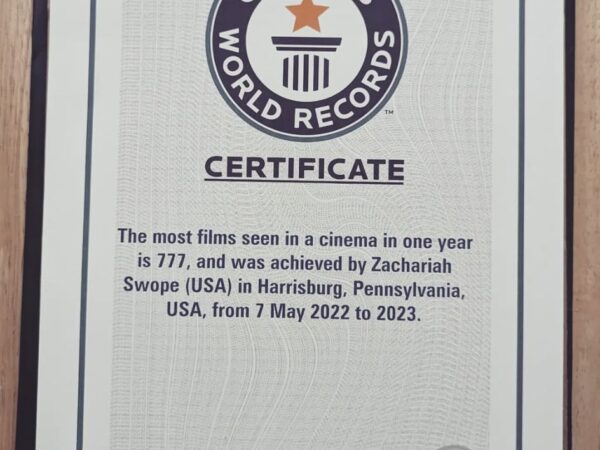 WORLD RECORDS
TM
CERTIFICATE
The most films seen in a cinema in one year
is 777, and was achieved by Zachariah
Swope (USA) in Harrisburg, Pennsylvania,
USA, from 7 May 2022 to 2023.